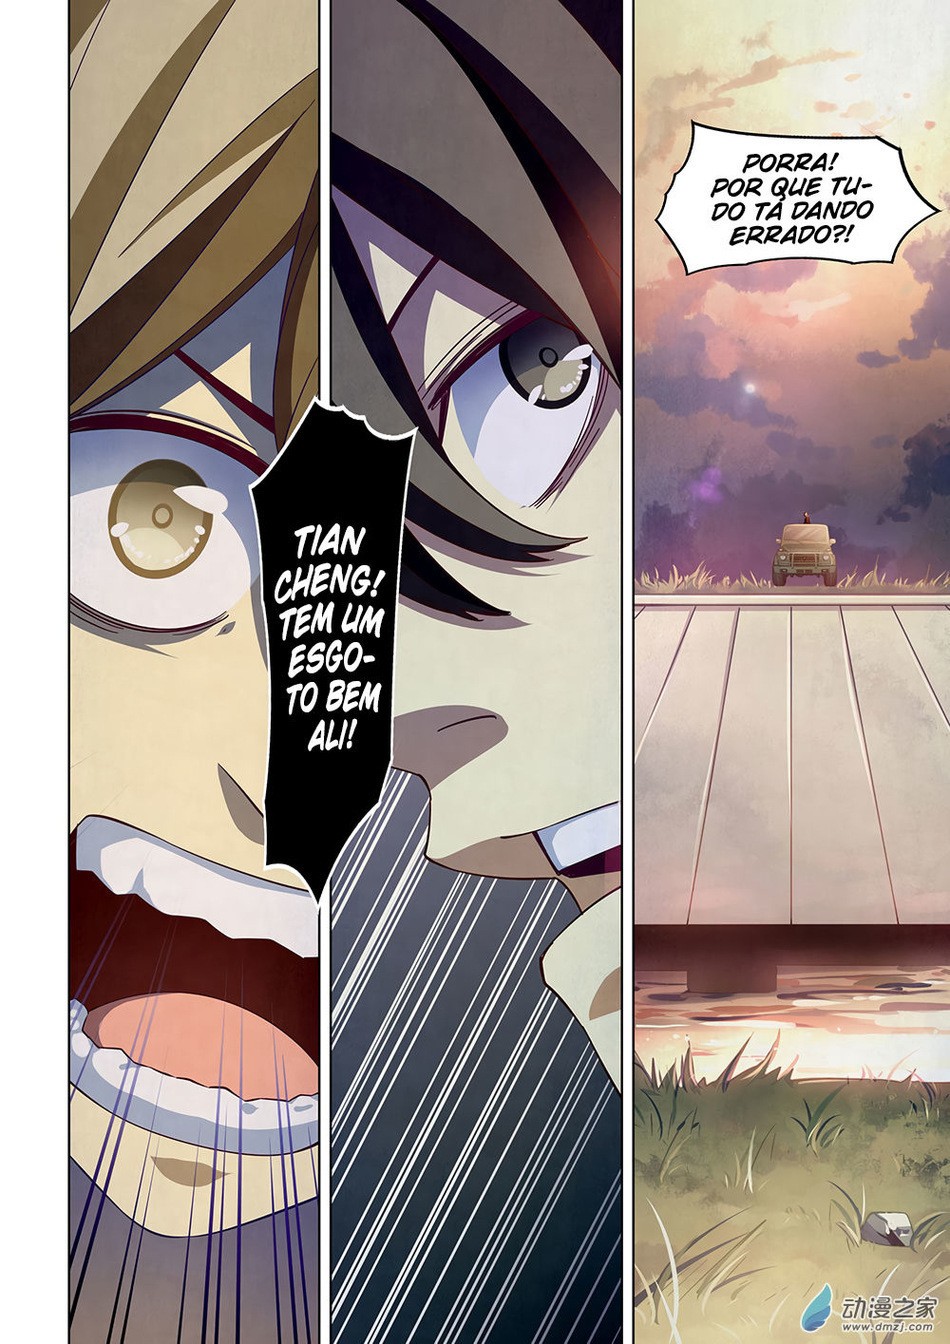 PORRA!
POR QUE TU-
DO TÁ DANDO
ERRADO?!
TIAN
CHENG!
TEM UM
ESGO-
TO BEM
ALI!
动漫之家
www.dmzj.com